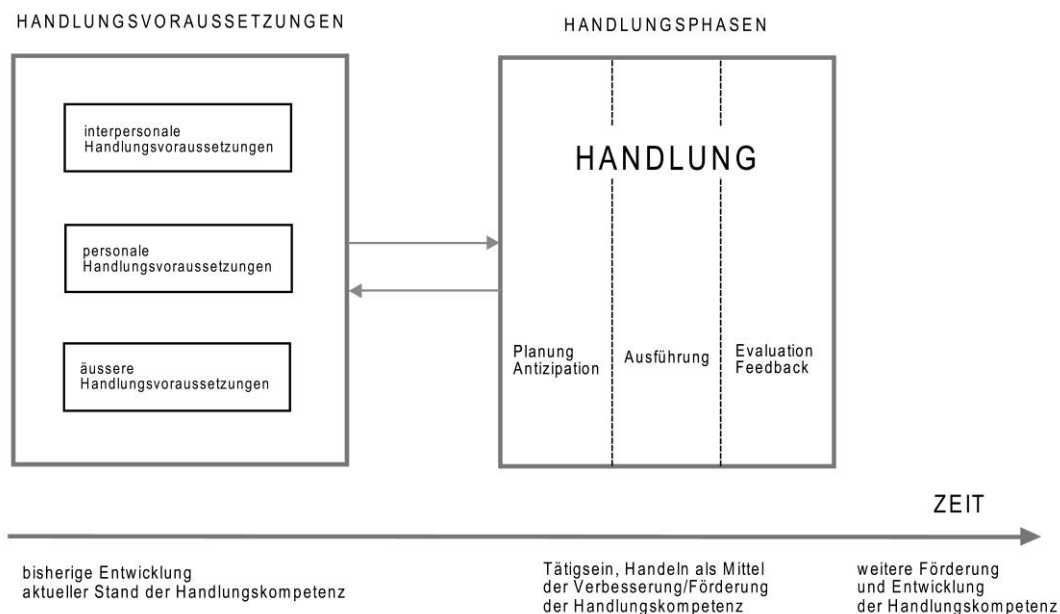 HANDLUNGSVORAUSSETZUNGEN
interpersonale
Handlungsvoraussetzungen
personale
Handlungsvoraussetzungen
äussere
Handlungsvoraussetzungen
HANDLUNGSPHASEN
HANDLUNG
Planung
Antizipation
Ausführung
Evaluation
Feedback
ZEIT
bisherige Entwicklung
aktueller Stand der Handlungskompetenz
Tätigsein, Handeln als Mittel
der Verbesserung/Förderung
der Handlungskompetenz
weitere Förderung
und Entwicklung
der Handlungskompetenz